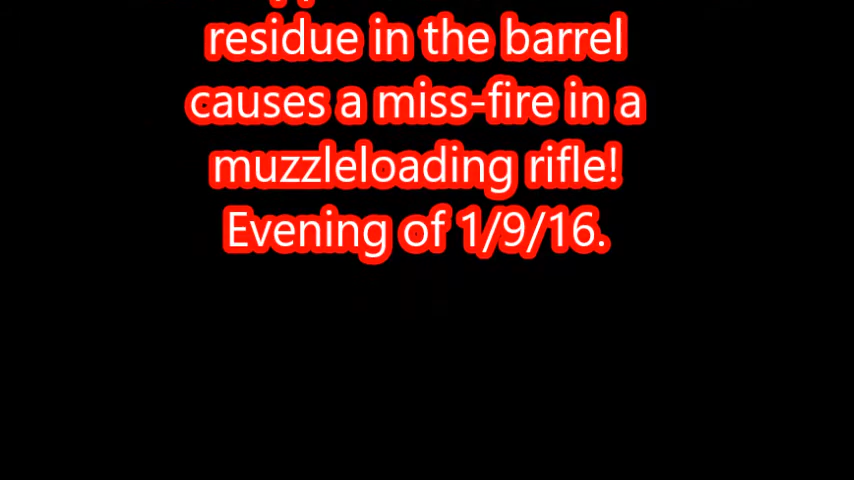 residue in the barrel
causes a miss-fire in a
muzzleloading rifle!
Evening of 1/9/16.